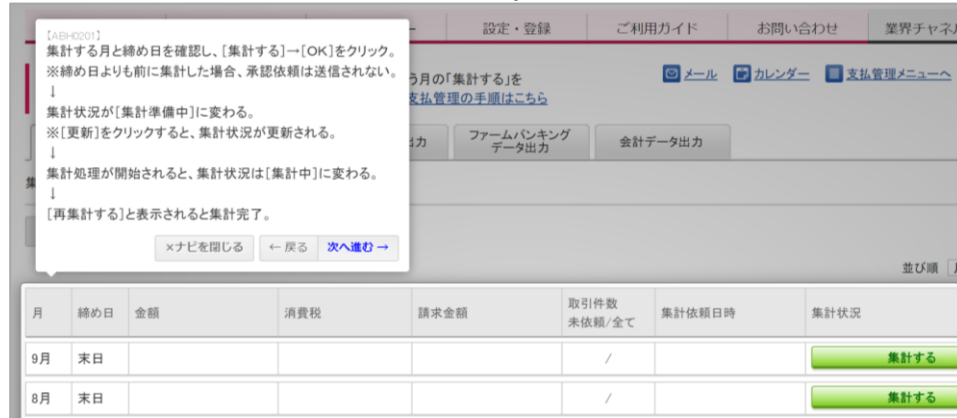 設定・登録
ご利用ガイド
お問い合わせ
業界チャネル
【ABH0201】
集計する月と締め日を確認し、[集計する]→[OK]をクリック。
※締め日よりも前に集計した場合、承認依頼は送信されない。
↓
集計状況が[集計準備中]に変わる。
※[更新]をクリックすると、集計状況が更新される。
↓
集計処理が開始されると、集計状況は[集計中]に変わる。
↓
[再集計する]と表示されると集計完了。
×ナビを閉じる
←戻る
次へ進む→
う月の「集計する」を
支払管理の手順はこちら
メール
カレンダー
支払管理メニューへ
出力
ファームバンキング
データ出力
会計データ出力
並び順
月 締め日 金額 消費税 請求金額 取引件数 集計依頼日時 集計状況
未依頼/全て
9月 末日 / 集計する
8月 末日 / 集計する